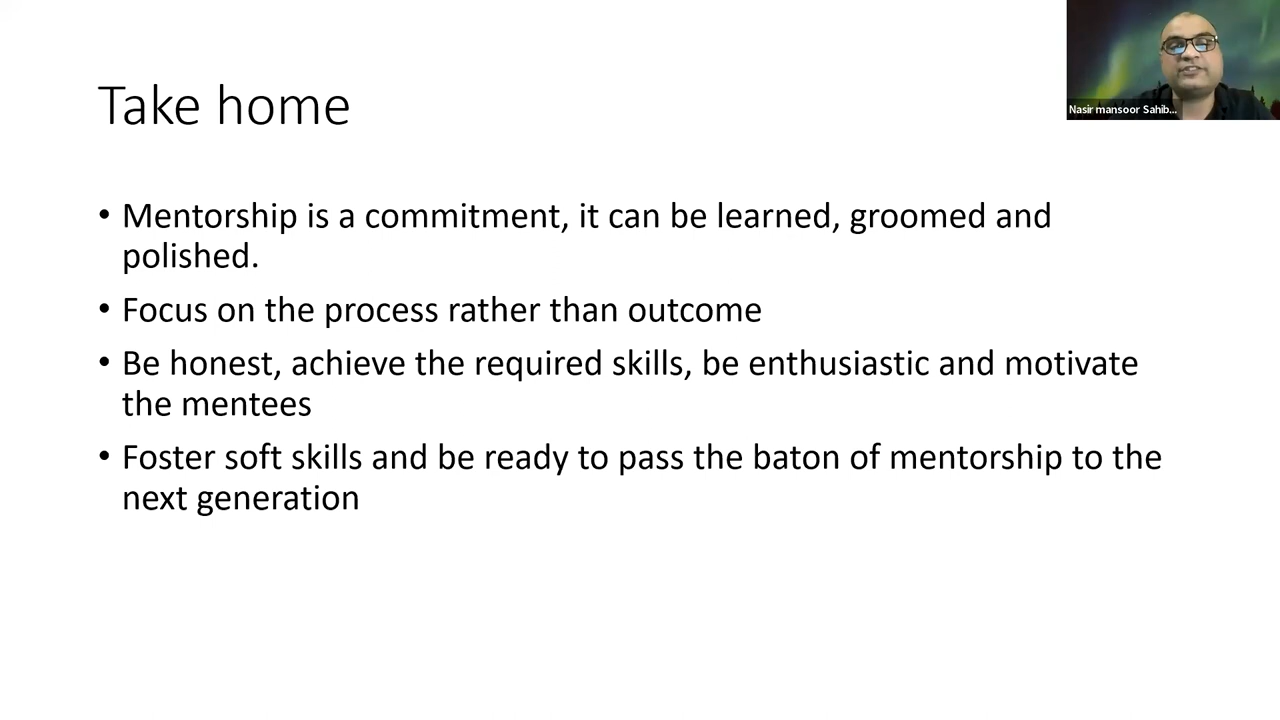 Nasir mansoor Sahib...
Take home
• Mentorship is a commitment, it can be learned, groomed and
polished.
• Focus on the process rather than outcome
• Be honest, achieve the required skills, be enthusiastic and motivate
the mentees
• Foster soft skills and be ready to pass the baton of mentorship to the
next generation